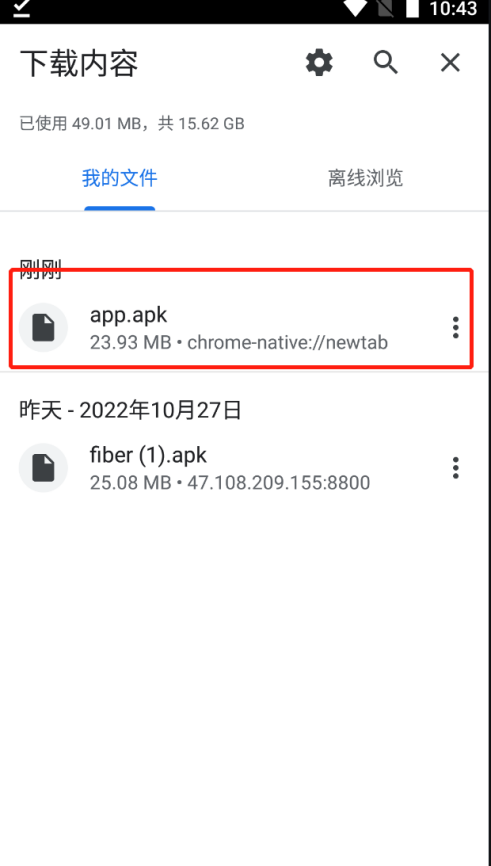 10:43
下载内容
已使用 49.01 MB，共 15.62 GB
我的文件
离线浏览
刚刚
app.apk
23.93 MB • chrome-native://newtab
昨天 - 2022年10月27日
fiber (1).apk
25.08 MB • 47.108.209.155:8800